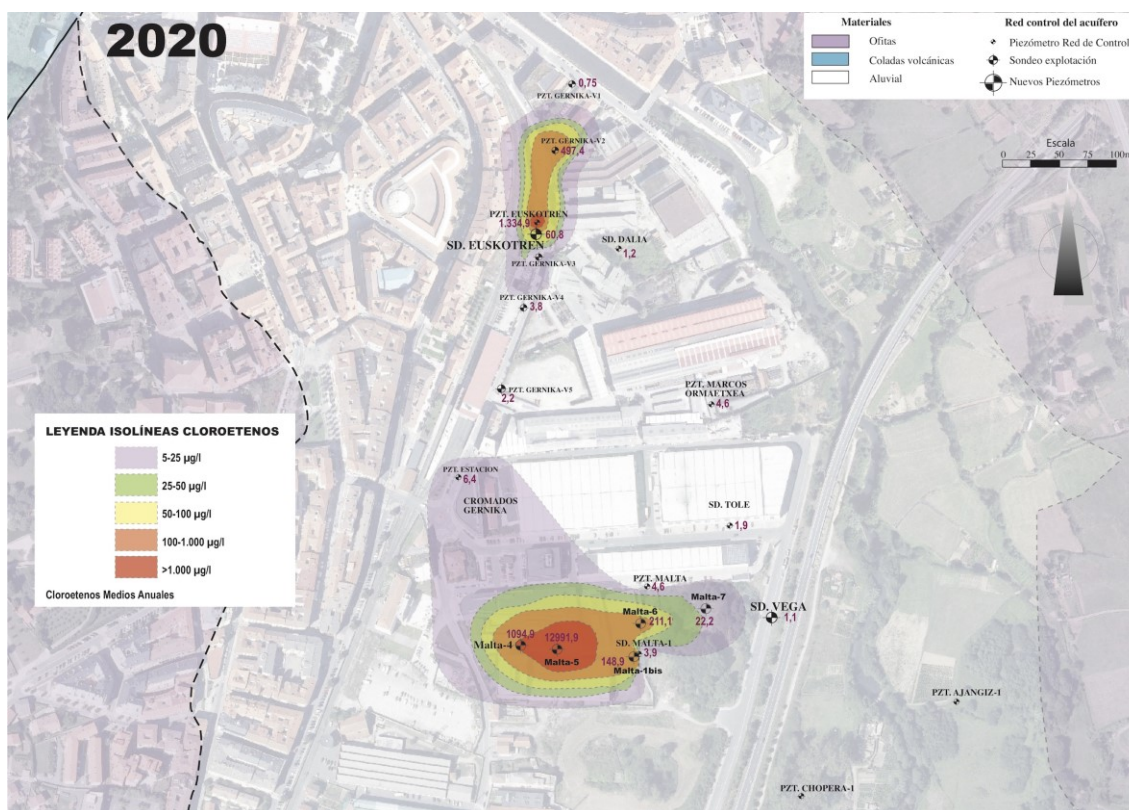 2020
Materiales
Ofitas
Coladas volcánicas
Aluvial
Red control del acuífero
Piezómetro Red de Control
Sondeo explotación
Nuevos Piezómetros
Escala
0 25 50 75 100m
0,75
PZT. GERNIKA-V1
PZT. GERNIKA-V2
497,4
PZT. EUSKOTREN
1.334,9
60,8
SD. EUSKOTREN
SD. DALIA
1,2
PZT. GERNIKA-V3
PZT. GERNIKA-V4
3,8
PZT. GERNIKA-V5
2,2
PZT. MARCOS
ORMAETXEA
4,6
LEYENDA ISOLÍNEAS CLOROETENOS
5-25 µg/l
25-50 µg/l
50-100 µg/l
100-1.000 µg/l
>1.000 µg/l
Cloroetenos Medios Anuales
PZT. ESTACION
6,4
CROMADOS
GERNIKA
SD. TOLE
1,9
PZT. MALTA
4,6
Malta-7
22,2
Malta-6
211,1
SD. VEGA
1,1
1094,9
Malta-4
12991,9
Malta-5
SD. MALTA-1
3,9
148,9
Malta-1bis
PZT. AJANGIZ-1
PZT. CHOPERA-1